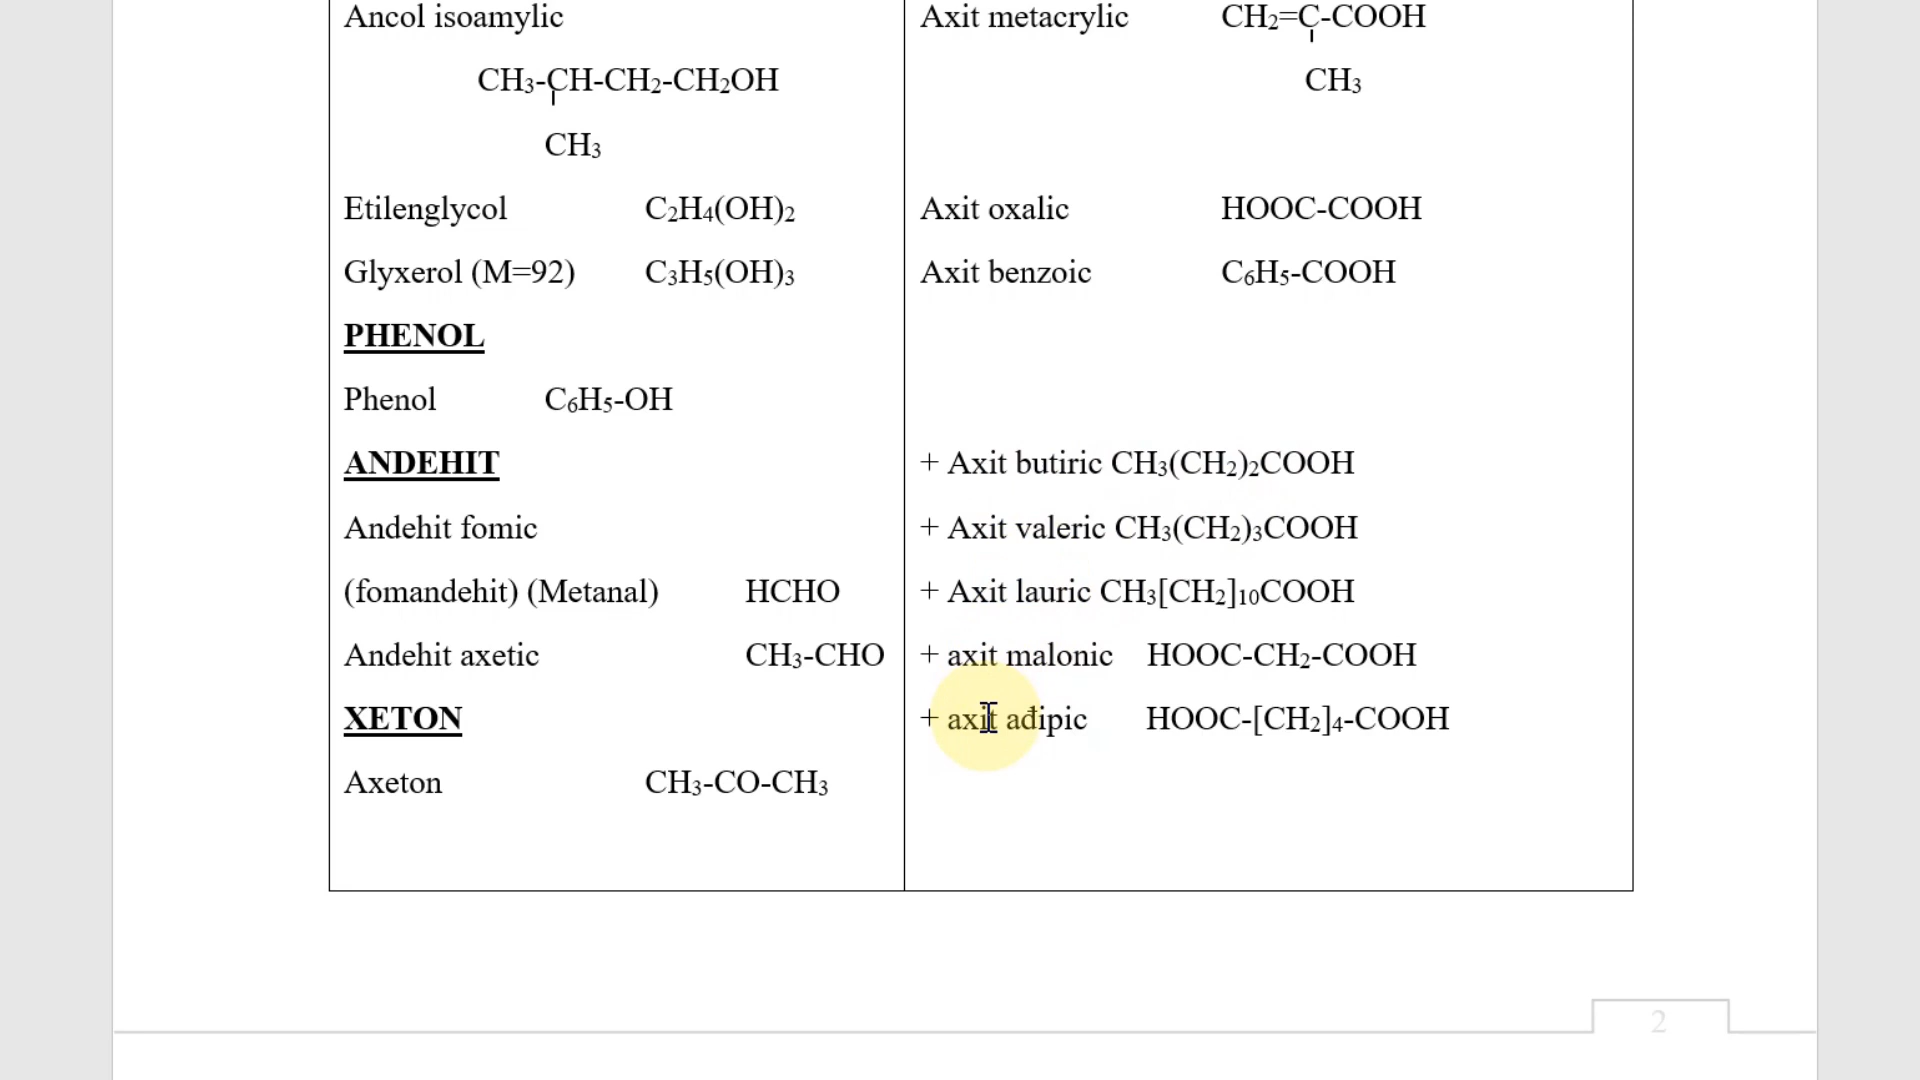 Ancol isoamylic
CH3-CH-CH2-CH2OH
CH3
Etilenglycol C2H4(OH)2
Glyxerol (M=92) C3H5(OH)3
PHENOL
Phenol C6H5-OH
ANDEHIT
Andehit fomic
(fomandehit) (Metanal) HCHO
Andehit axetic CH3-CHO
XETON
Axeton CH3-CO-CH3
Axit metacrylic CH2=C-COOH
CH3
Axit oxalic HOOC-COOH
Axit benzoic C6H5-COOH
+ Axit butiric CH3(CH2)2COOH
+ Axit valeric CH3(CH2)3COOH
+ Axit lauric CH3[CH2]10COOH
+ axit malonic HOOC-CH2-COOH
+ axit ađipic HOOC-[CH2]4-COOH
2